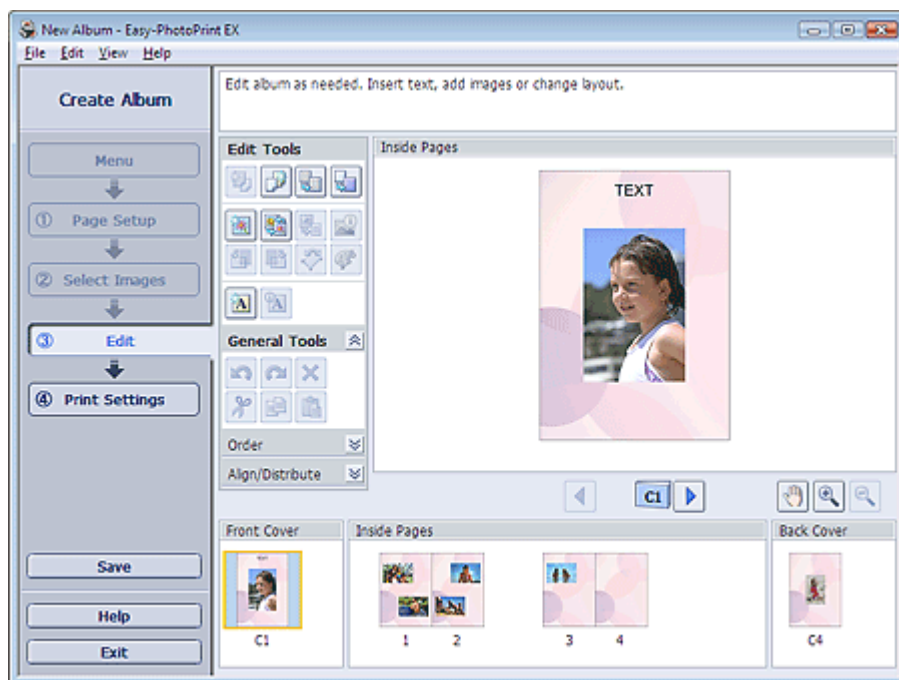 New Album - Easy-PhotoPrint EX
File Edit View Help
Create Album
Edit album as needed. Insert text, add images or change layout.
Menu
① Page Setup
② Select Images
③ Edit
④ Print Settings
Save
Help
Exit
Edit Tools
A A
General Tools
Order
Align/Distribute
Inside Pages
TEXT
C1
Front Cover
Inside Pages
Back Cover
TEXT
C1
1 2
3 4
C4